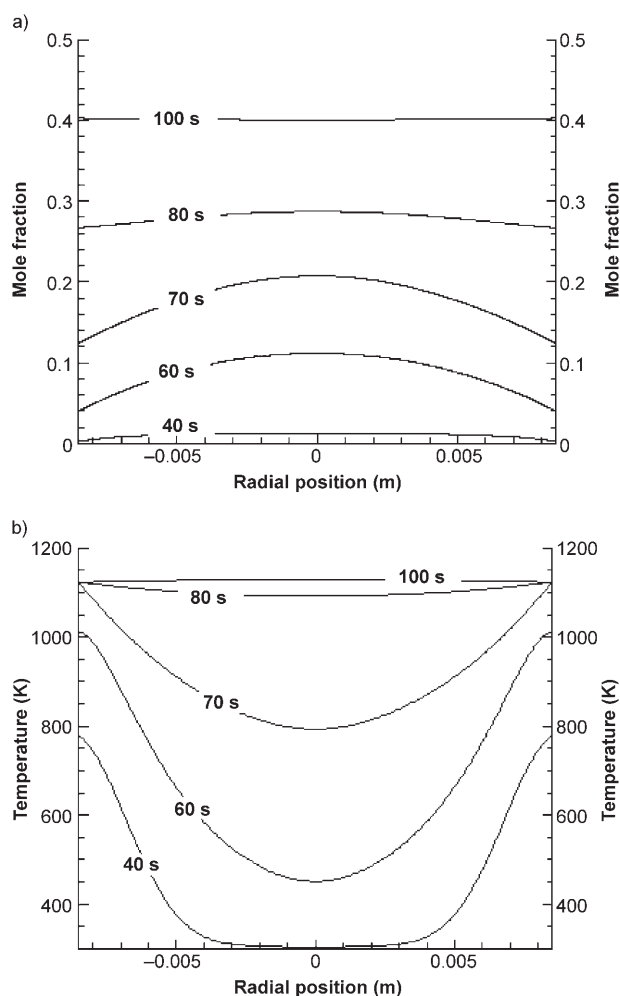 a)
0.5 0.5
0.4 100 s 0.4
0.3 80 s 0.3
Mole fraction Mole fraction
0.2 70 s 0.2
0.1 60 s 0.1
40 s
0 0
–0.005 0 0.005
Radial position (m)
b)
1200 1200
100 s
80 s
1000 1000
70 s
800 800
Temperature (K) Temperature (K)
60 s
600 600
40 s
400 400
–0.005 0 0.005
Radial position (m)